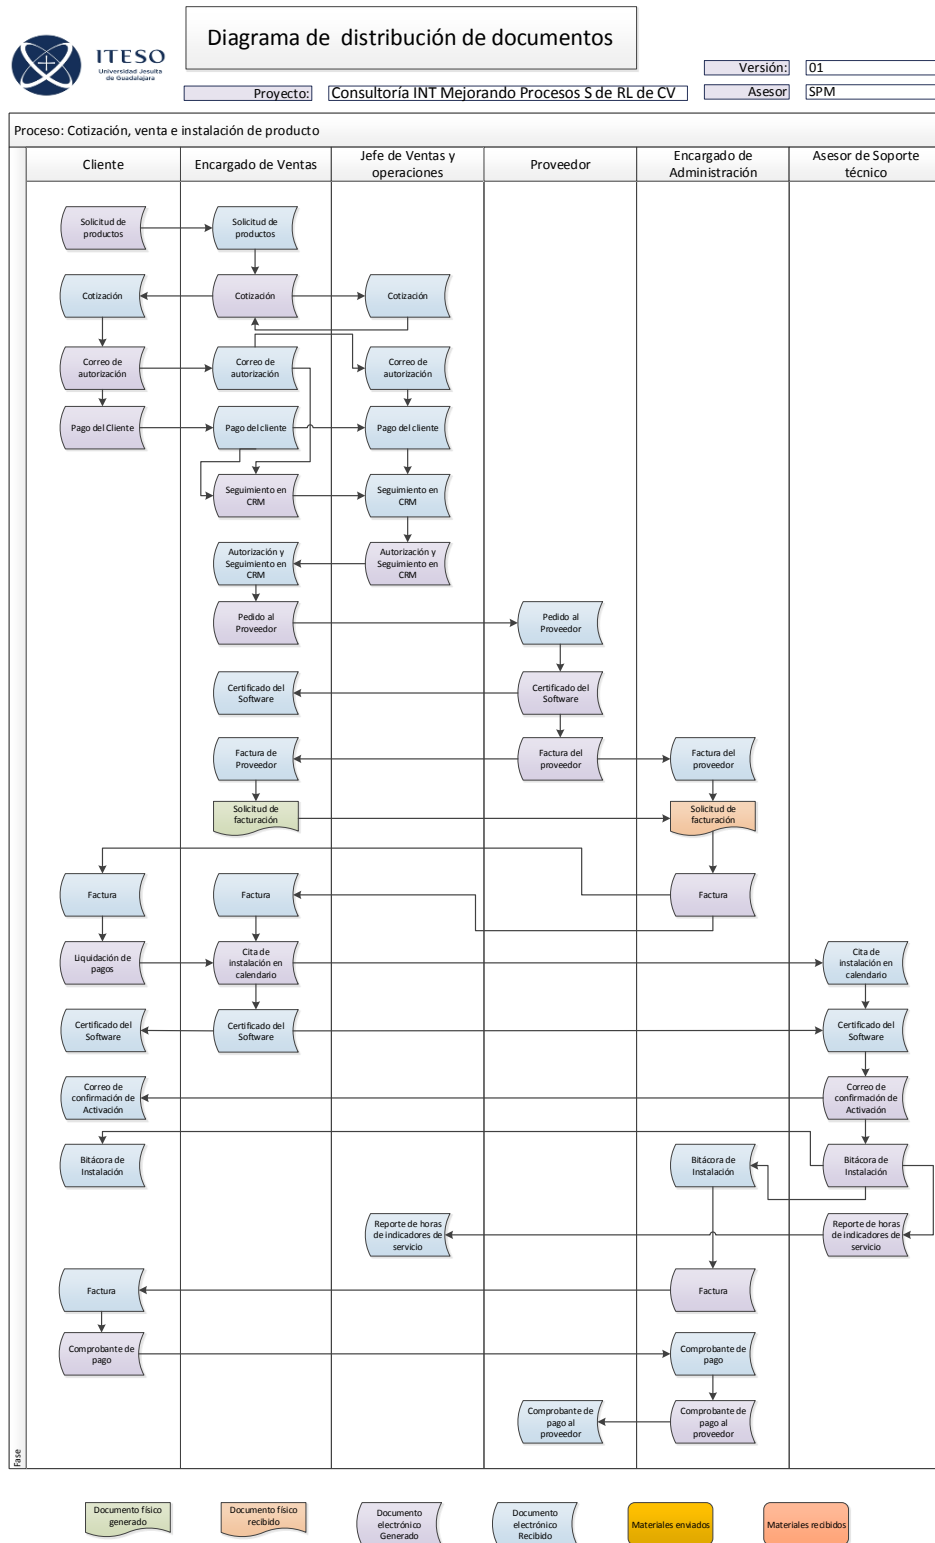 ITESO
Universidad Jesuita
de Guadalajara
Diagrama de distribución de documentos
Versión:
01
Proyecto:
Consultoría INT Mejorando Procesos S de RL de CV
Asesor
SPM
Proceso: Cotización, venta e instalación de producto
Cliente
Encargado de Ventas
Jefe de Ventas y
operaciones
Proveedor
Encargado de
Administración
Asesor de Soporte
técnico
Solicitud de
productos
Solicitud de
productos
Cotización
Cotización
Cotización
Correo de
autorización
Correo de
autorización
Correo de
autorización
Pago del Cliente
Pago del cliente
Pago del cliente
Seguimiento en
CRM
Seguimiento en
CRM
Autorización y
Seguimiento en
CRM
Autorización y
Seguimiento en
CRM
Pedido al
Proveedor
Pedido al
Proveedor
Certificado del
Software
Certificado del
Software
Factura de
Proveedor
Factura del
proveedor
Factura del
proveedor
Solicitud de
facturación
Solicitud de
facturación
Factura
Factura
Factura
Liquidación de
pagos
Cita de
instalación en
calendario
Cita de
instalación en
calendario
Certificado del
Software
Certificado del
Software
Certificado del
Software
Correo de
confirmación de
Activación
Correo de
confirmación de
Activación
Bitácora de
Instalación
Bitácora de
Instalación
Bitácora de
Instalación
Reporte de horas
de indicadores de
servicio
Reporte de horas
de indicadores de
servicio
Factura
Factura
Comprobante de
pago
Comprobante de
pago
Comprobante de
pago al
proveedor
Comprobante de
pago al
proveedor
Fase
Documento físico
generado
Documento físico
recibido
Documento
electrónico
Generado
Documento
electrónico
Recibido
Materiales enviados
Materiales recibidos